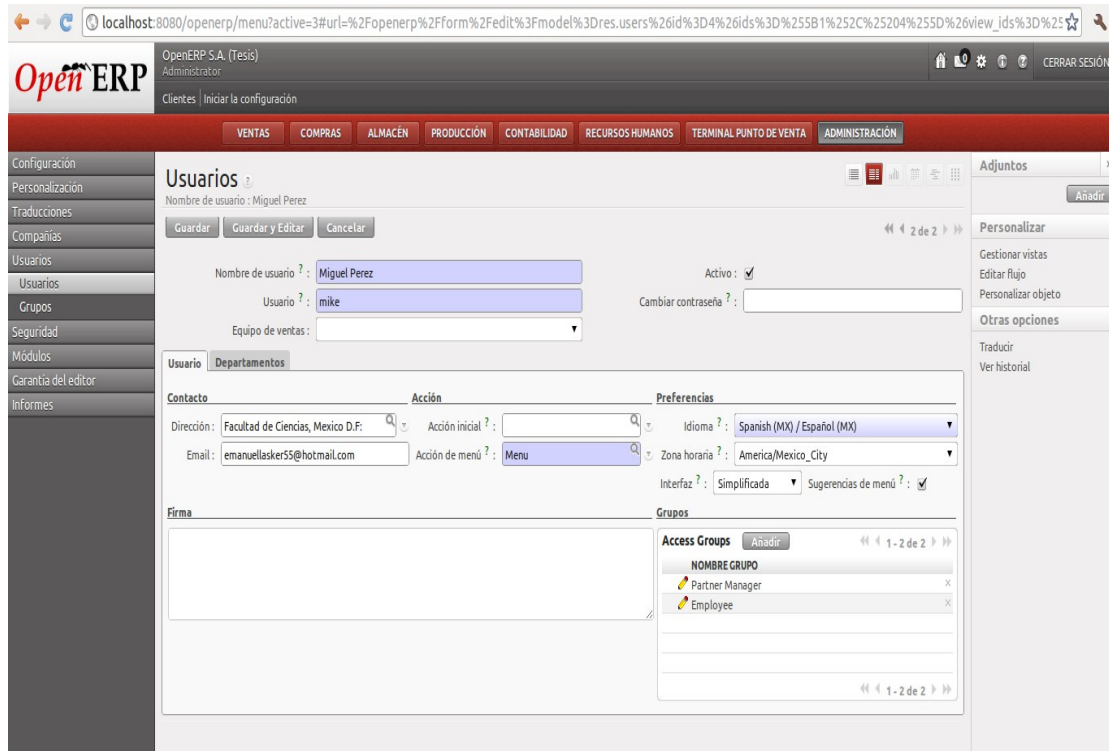 localhost:8080/openerp/menu?active=3#url=%2Fopenerp%2Fform%2Fedit%3Fmodel%3Dres.users%26id%3D4%26ids%3D%255B1%252C%25204%255D%26view_ids%3D%25
OpenERP
OpenERP S.A. (Tesis)
Administrator
0
CERRAR SESIÓN
Clientes | Iniciar la configuración
VENTAS COMPRAS ALMACÉN PRODUCCIÓN CONTABILIDAD RECURSOS HUMANOS TERMINAL PUNTO DE VENTA ADMINISTRACIÓN
Configuración
Personalización
Traducciones
Compañías
Usuarios
Usuarios
Grupos
Seguridad
Módulos
Garantía del editor
Informes
Usuarios ?
Nombre de usuario : Miguel Perez
Guardar Guardar y Editar Cancelar 2 de 2
Nombre de usuario ? : Miguel Perez Activo :
Usuario ? : mike Cambiar contraseña ? :
Equipo de ventas :
Usuario Departamentos
Contacto Acción Preferencias
Dirección : Facultad de Ciencias, Mexico D.F: Acción inicial ? : Idioma ? : Spanish (MX) / Español (MX)
Email : emanuellasker55@hotmail.com Acción de menú ? : Menu Zona horaria ? : America/Mexico_City
Interfaz ? : Simplificada Sugerencias de menú ? :
Firma Grupos
Access Groups Añadir 1 - 2 de 2
NOMBRE GRUPO
Partner Manager x
Employee x
1 - 2 de 2
Adjuntos
Añadir
Personalizar
Gestionar vistas
Editar flujo
Personalizar objeto
Otras opciones
Traducir
Ver historial